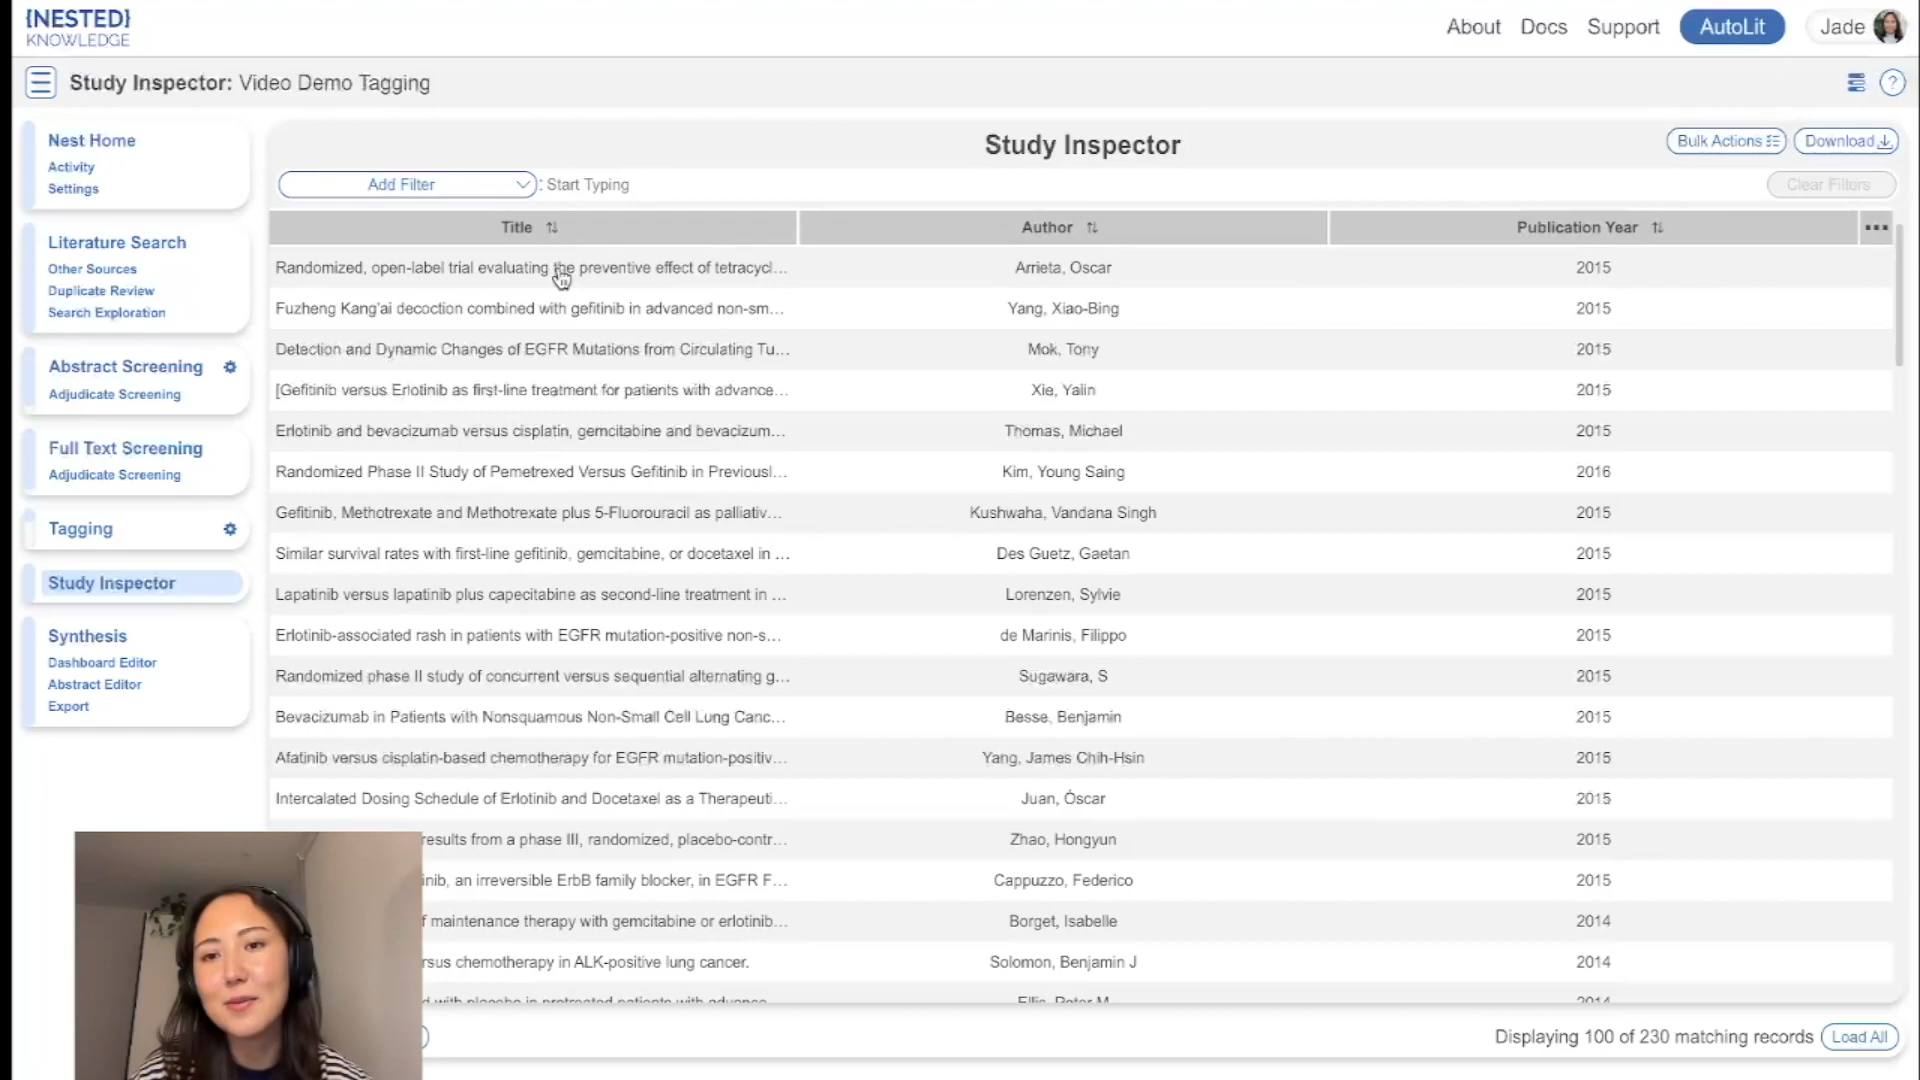 {NESTED}
KNOWLEDGE
About Docs Support AutoLit Jade
Study Inspector: Video Demo Tagging
?
Nest Home
Activity
Settings
Literature Search
Other Sources
Duplicate Review
Search Exploration
Abstract Screening
Adjudicate Screening
Full Text Screening
Adjudicate Screening
Tagging
Study Inspector
Synthesis
Dashboard Editor
Abstract Editor
Export
Study Inspector
Bulk Actions Download
Add Filter : Start Typing Clear Filters
Title Author Publication Year
Randomized, open-label trial evaluating the preventive effect of tetracycl... Arrieta, Oscar 2015
Fuzheng Kang'ai decoction combined with gefitinib in advanced non-sm... Yang, Xiao-Bing 2015
Detection and Dynamic Changes of EGFR Mutations from Circulating Tu... Mok, Tony 2015
[Gefitinib versus Erlotinib as first-line treatment for patients with advance... Xie, Yalin 2015
Erlotinib and bevacizumab versus cisplatin, gemcitabine and bevacizum... Thomas, Michael 2015
Randomized Phase II Study of Pemetrexed Versus Gefitinib in Previousl... Kim, Young Saing 2016
Gefitinib, Methotrexate and Methotrexate plus 5-Fluorouracil as palliativ... Kushwaha, Vandana Singh 2015
Similar survival rates with first-line gefitinib, gemcitabine, or docetaxel in ... Des Guetz, Gaetan 2015
Lapatinib versus lapatinib plus capecitabine as second-line treatment in ... Lorenzen, Sylvie 2015
Erlotinib-associated rash in patients with EGFR mutation-positive non-s... de Marinis, Filippo 2015
Randomized phase II study of concurrent versus sequential alternating g... Sugawara, S 2015
Bevacizumab in Patients with Nonsquamous Non-Small Cell Lung Canc... Besse, Benjamin 2015
Afatinib versus cisplatin-based chemotherapy for EGFR mutation-positiv... Yang, James Chih-Hsin 2015
Intercalated Dosing Schedule of Erlotinib and Docetaxel as a Therapeuti... Juan, Óscar 2015
results from a phase III, randomized, placebo-contr... Zhao, Hongyun 2015
inib, an irreversible ErbB family blocker, in EGFR F... Cappuzzo, Federico 2015
f maintenance therapy with gemcitabine or erlotinib... Borget, Isabelle 2014
rsus chemotherapy in ALK-positive lung cancer. Solomon, Benjamin J 2014
d with placebo in pretreated patients with advance... Ellis, Peter M 2014
Displaying 100 of 230 matching records Load All